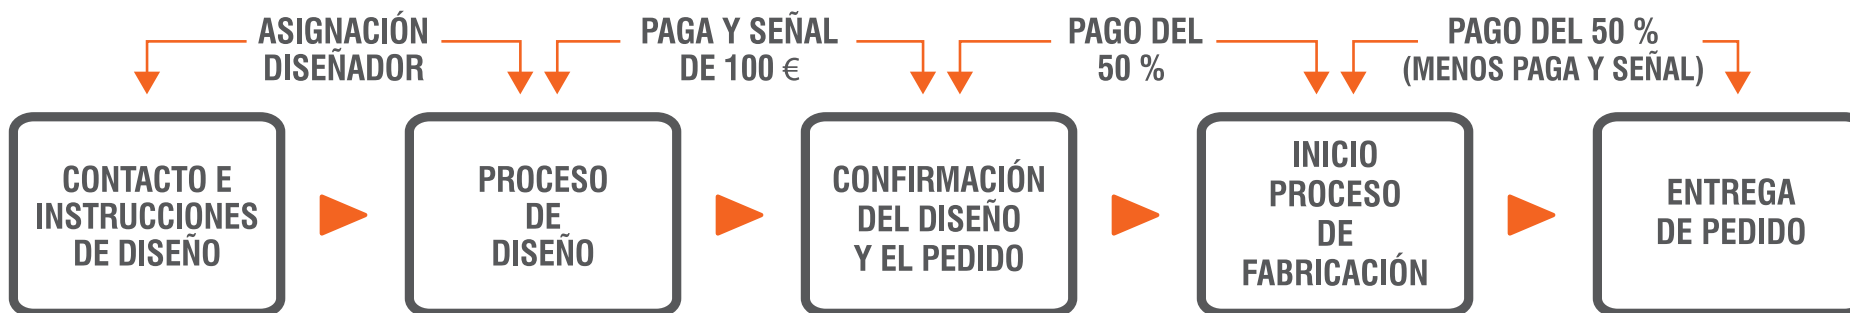 ASIGNACIÓN
DISEÑADOR
PAGA Y SEÑAL
DE 100 €
PAGO DEL
50 %
PAGO DEL 50 %
(MENOS PAGA Y SEÑAL)
CONTACTO E
INSTRUCCIONES
DE DISEÑO
PROCESO
DE
DISEÑO
CONFIRMACIÓN
DEL DISEÑO
Y EL PEDIDO
INICIO
PROCESO
DE
FABRICACIÓN
ENTREGA
DE PEDIDO